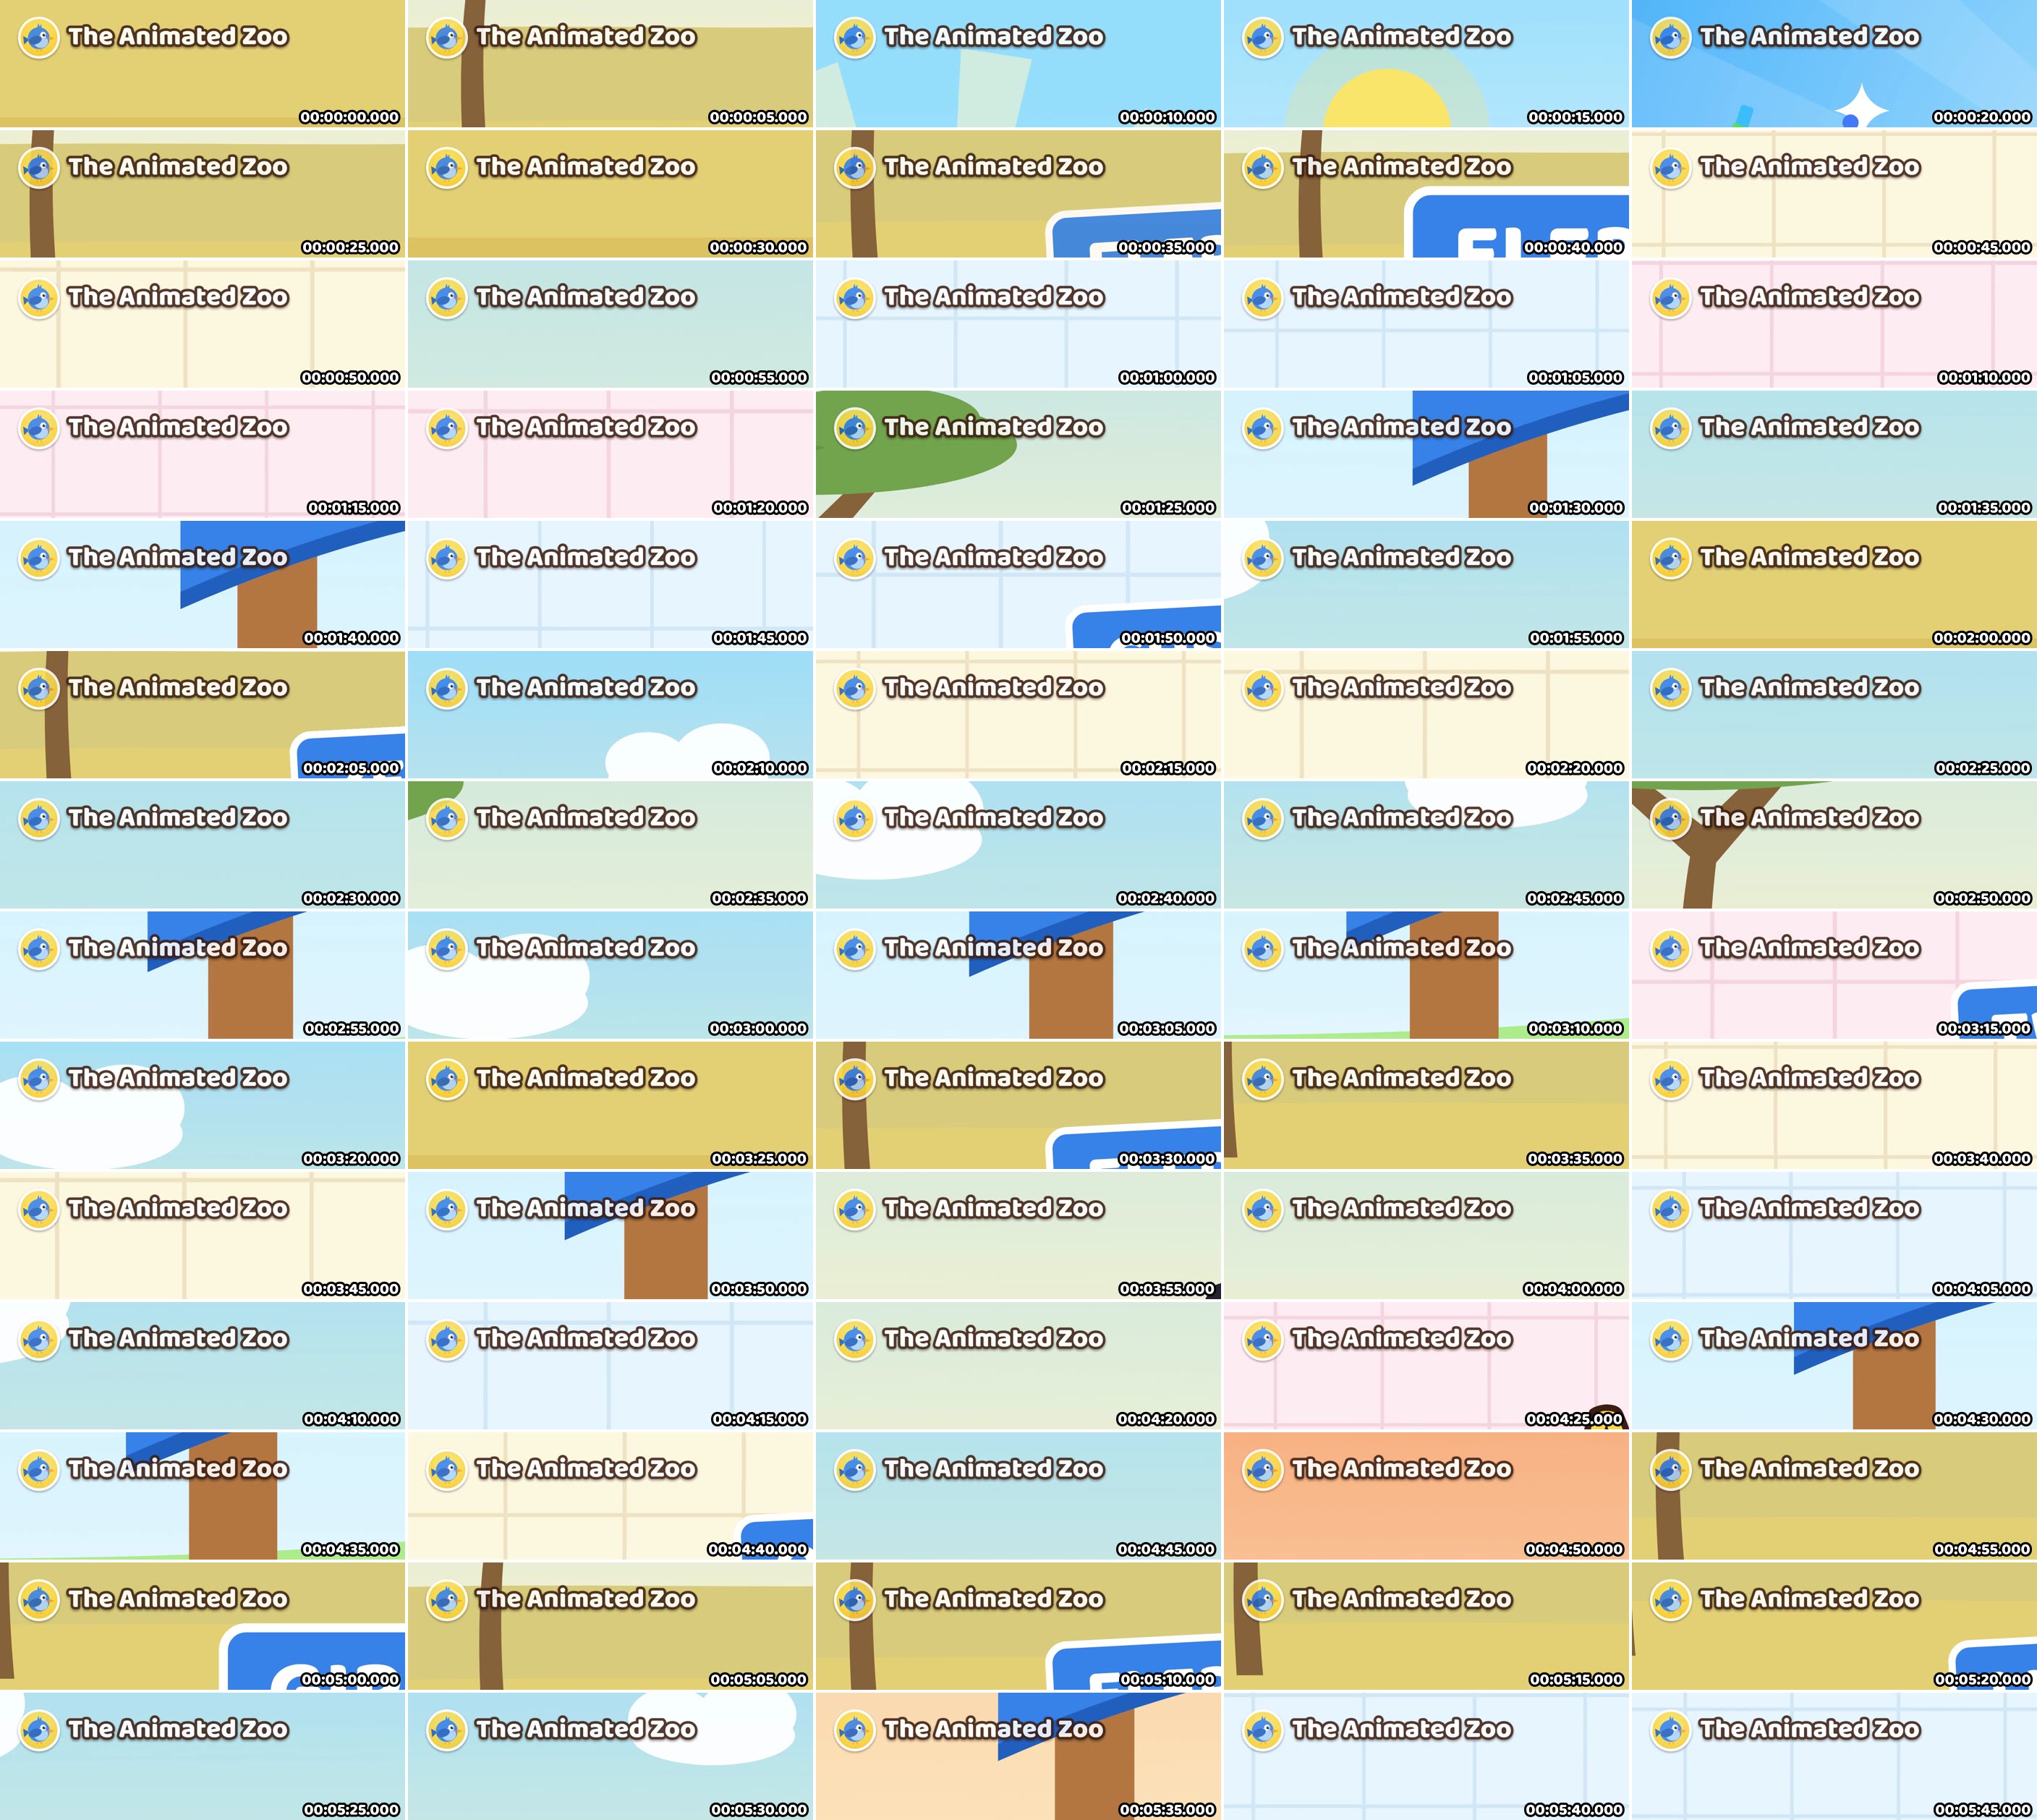 The Animated Zoo The Animated Zoo The Animated Zoo The Animated Zoo The Animated Zoo
00:00:00.000 00:00:05.000 00:00:10.000 00:00:15.000 00:00:20.000
The Animated Zoo The Animated Zoo The Animated Zoo The Animated Zoo The Animated Zoo
00:00:25.000 00:00:30.000 00:00:35.000 00:00:40.000 00:00:45.000
The Animated Zoo The Animated Zoo The Animated Zoo The Animated Zoo The Animated Zoo
00:00:50.000 00:00:55.000 00:01:00.000 00:01:05.000 00:01:10.000
The Animated Zoo The Animated Zoo The Animated Zoo The Animated Zoo The Animated Zoo
00:01:15.000 00:01:20.000 00:01:25.000 00:01:30.000 00:01:35.000
The Animated Zoo The Animated Zoo The Animated Zoo The Animated Zoo The Animated Zoo
00:01:40.000 00:01:45.000 00:01:50.000 00:01:55.000 00:02:00.000
The Animated Zoo The Animated Zoo The Animated Zoo The Animated Zoo The Animated Zoo
00:02:05.000 00:02:10.000 00:02:15.000 00:02:20.000 00:02:25.000
The Animated Zoo The Animated Zoo The Animated Zoo The Animated Zoo The Animated Zoo
00:02:30.000 00:02:35.000 00:02:40.000 00:02:45.000 00:02:50.000
The Animated Zoo The Animated Zoo The Animated Zoo The Animated Zoo The Animated Zoo
00:02:55.000 00:03:00.000 00:03:05.000 00:03:10.000 00:03:15.000
The Animated Zoo The Animated Zoo The Animated Zoo The Animated Zoo The Animated Zoo
00:03:20.000 00:03:25.000 00:03:30.000 00:03:35.000 00:03:40.000
The Animated Zoo The Animated Zoo The Animated Zoo The Animated Zoo The Animated Zoo
00:03:45.000 00:03:50.000 00:03:55.000 00:04:00.000 00:04:05.000
The Animated Zoo The Animated Zoo The Animated Zoo The Animated Zoo The Animated Zoo
00:04:10.000 00:04:15.000 00:04:20.000 00:04:25.000 00:04:30.000
The Animated Zoo The Animated Zoo The Animated Zoo The Animated Zoo The Animated Zoo
00:04:35.000 00:04:40.000 00:04:45.000 00:04:50.000 00:04:55.000
The Animated Zoo The Animated Zoo The Animated Zoo The Animated Zoo The Animated Zoo
00:05:00.000 00:05:05.000 00:05:10.000 00:05:15.000 00:05:20.000
The Animated Zoo The Animated Zoo The Animated Zoo The Animated Zoo The Animated Zoo
00:05:25.000 00:05:30.000 00:05:35.000 00:05:40.000 00:05:45.000